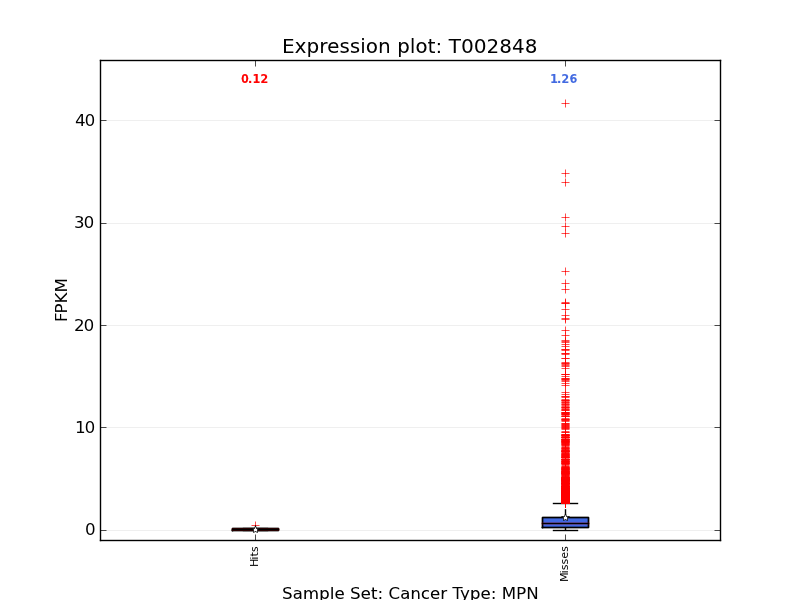 Expression plot: T002848
0.12
1.26
40
30
20
10
0
FPKM
Hits
Misses
Sample Set: Cancer Type: MPN